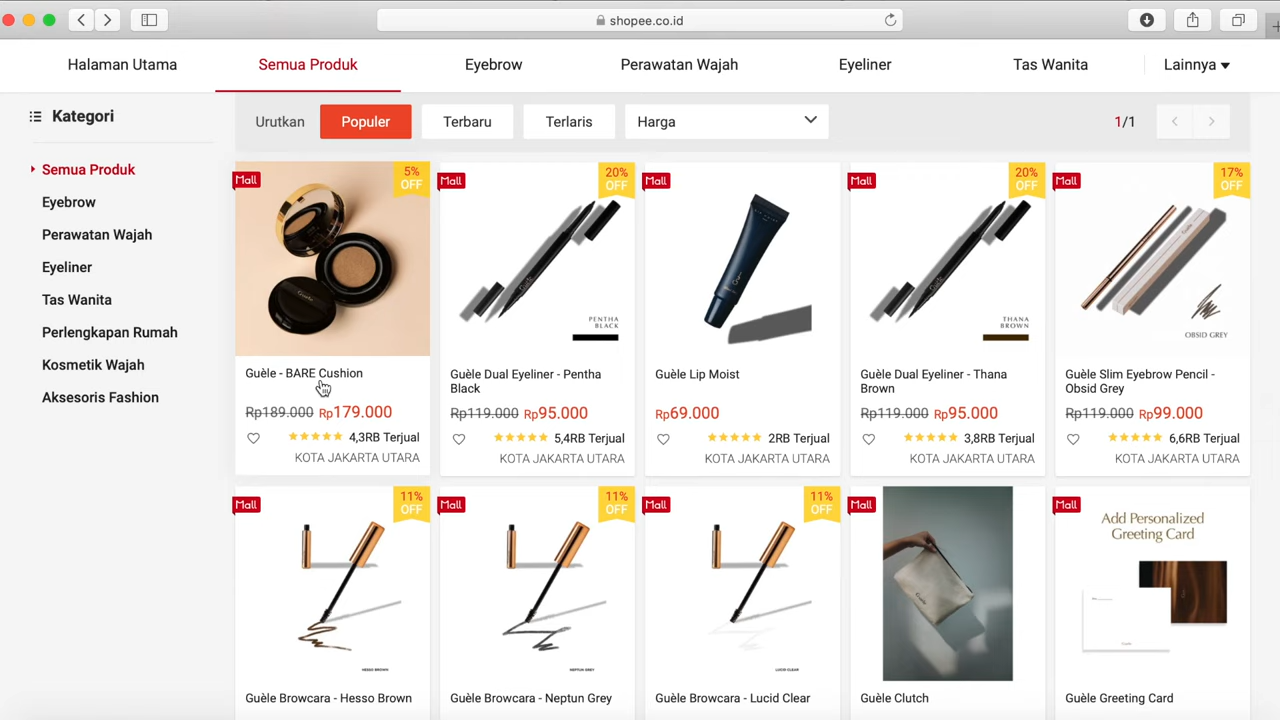 shopee.co.id
Halaman Utama
Semua Produk
Eyebrow
Perawatan Wajah
Eyeliner
Tas Wanita
Lainnya
Kategori
Semua Produk
Eyebrow
Perawatan Wajah
Eyeliner
Tas Wanita
Perlengkapan Rumah
Kosmetik Wajah
Aksesoris Fashion
Urutkan
Populer
Terbaru
Terlaris
Harga
1/1
Mall
5%
OFF
Guèle - BARE Cushion
Rp189.000 Rp179.000
4,3RB Terjual
KOTA JAKARTA UTARA
Mall
20%
OFF
PENTHA
BLACK
Guèle Dual Eyeliner - Pentha
Black
Rp119.000 Rp95.000
5,4RB Terjual
KOTA JAKARTA UTARA
Mall
Guèle Lip Moist
Rp69.000
2RB Terjual
KOTA JAKARTA UTARA
Mall
20%
OFF
THANA
BROWN
Guèle Dual Eyeliner - Thana
Brown
Rp119.000 Rp95.000
3,8RB Terjual
KOTA JAKARTA UTARA
Mall
17%
OFF
OBSID GREY
Guèle Slim Eyebrow Pencil -
Obsid Grey
Rp119.000 Rp99.000
6,6RB Terjual
KOTA JAKARTA UTARA
Mall
11%
OFF
HESSO BROWN
Guèle Browcara - Hesso Brown
Mall
11%
OFF
NEPTUN GREY
Guèle Browcara - Neptun Grey
Mall
11%
OFF
LUCID CLEAR
Guèle Browcara - Lucid Clear
Mall
Guèle Clutch
Mall
Add Personalized
Greeting Card
Guèle Greeting Card